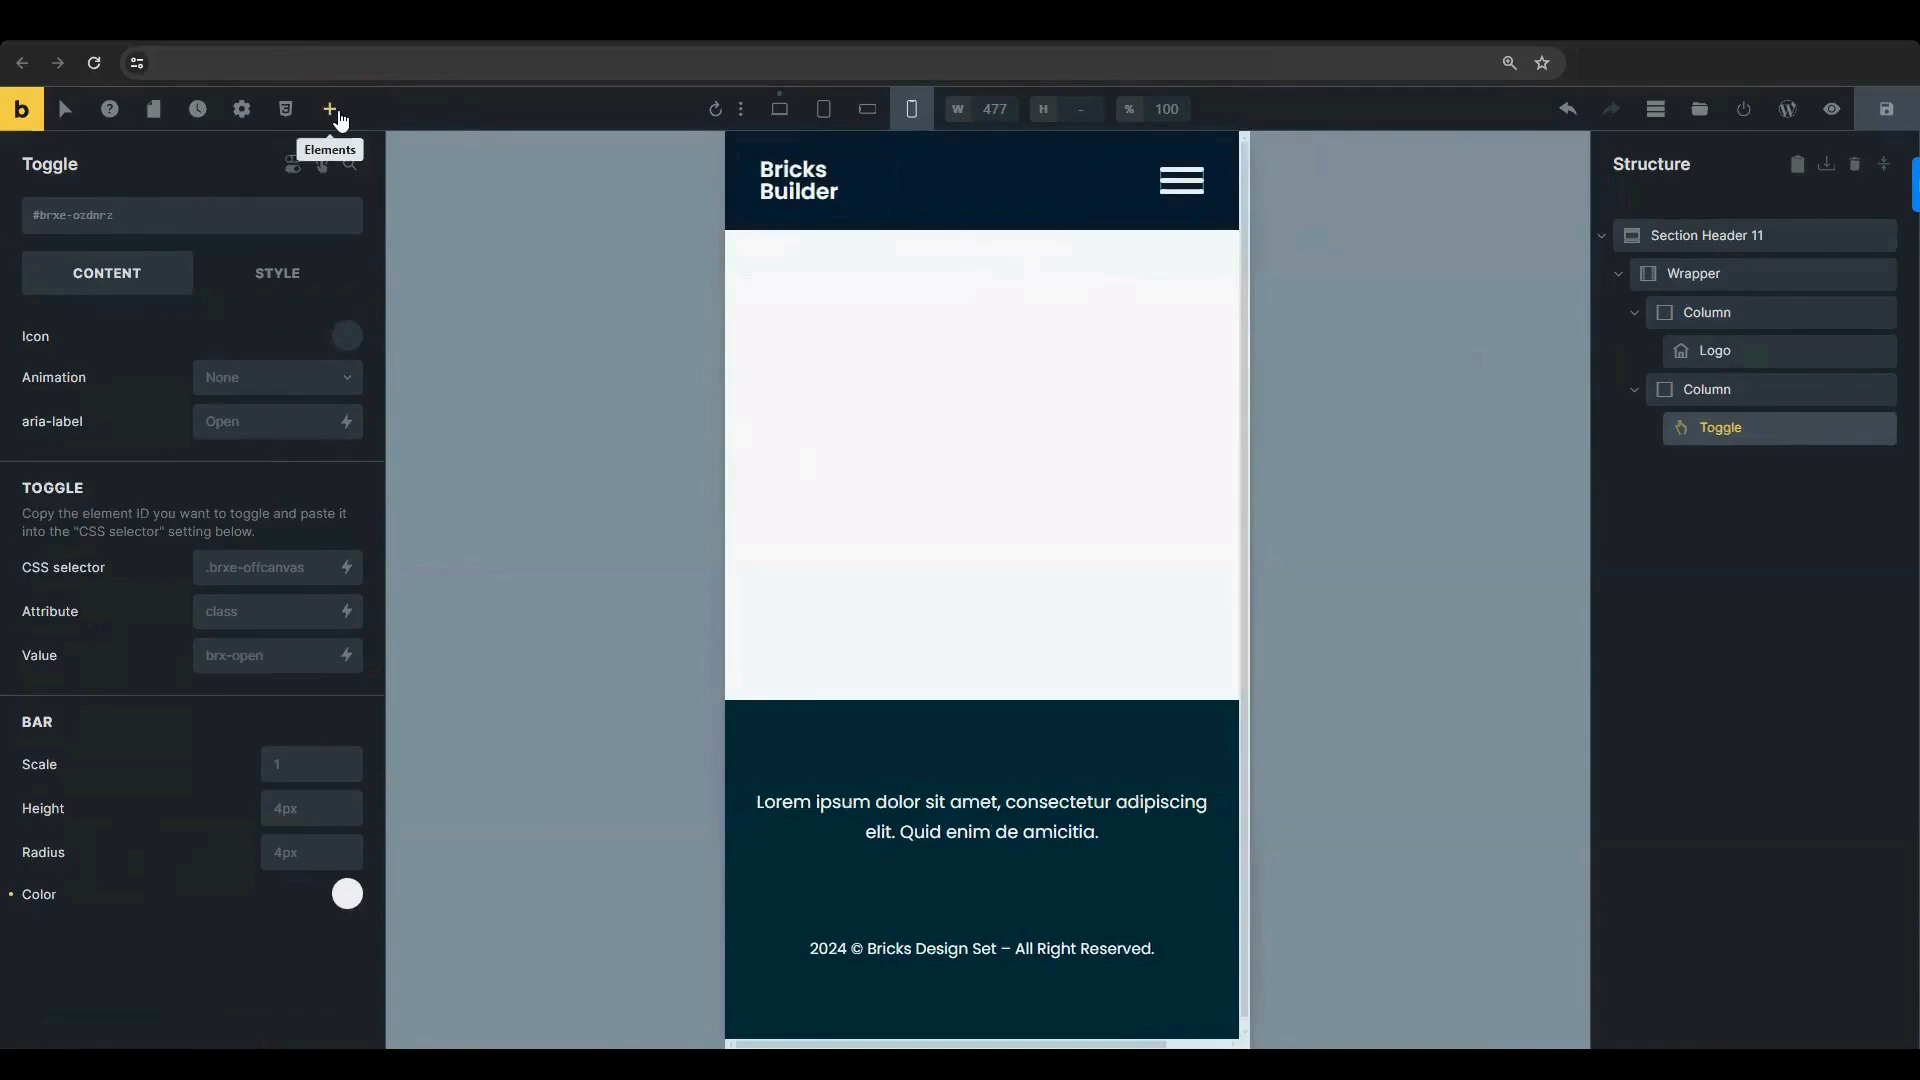 b
W 477
H -
% 100
Elements
Toggle
#brxe-ozdnrz
CONTENT
STYLE
Icon
Animation
None
aria-label
Open
TOGGLE
Copy the element ID you want to toggle and paste it
into the "CSS selector" setting below.
CSS selector
.brxe-offcanvas
Attribute
class
Value
brx-open
BAR
Scale
1
Height
4px
Radius
4px
Color
Bricks
Builder
Lorem ipsum dolor sit amet, consectetur adipiscing
elit. Quid enim de amicitia.
2024 © Bricks Design Set – All Right Reserved.
Structure
Section Header 11
Wrapper
Column
Logo
Column
Toggle